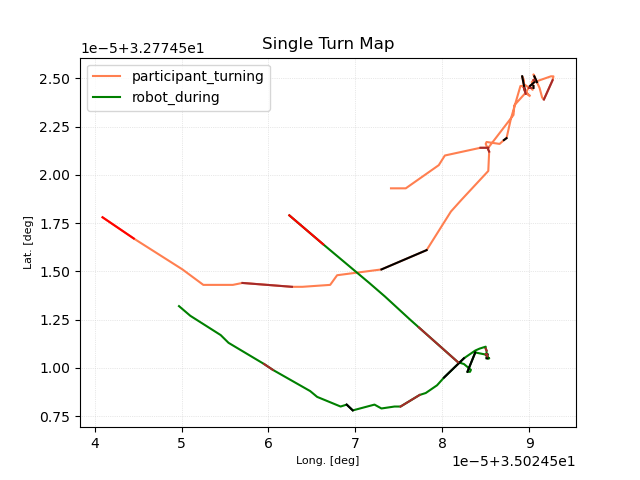 Single Turn Map
1e−5+3.27745e1
participant_turning
robot_during
2.50
2.25
2.00
1.75
1.50
1.25
1.00
0.75
Lat. [deg]
4 5 6 7 8 9
Long. [deg]
1e−5+3.50245e1